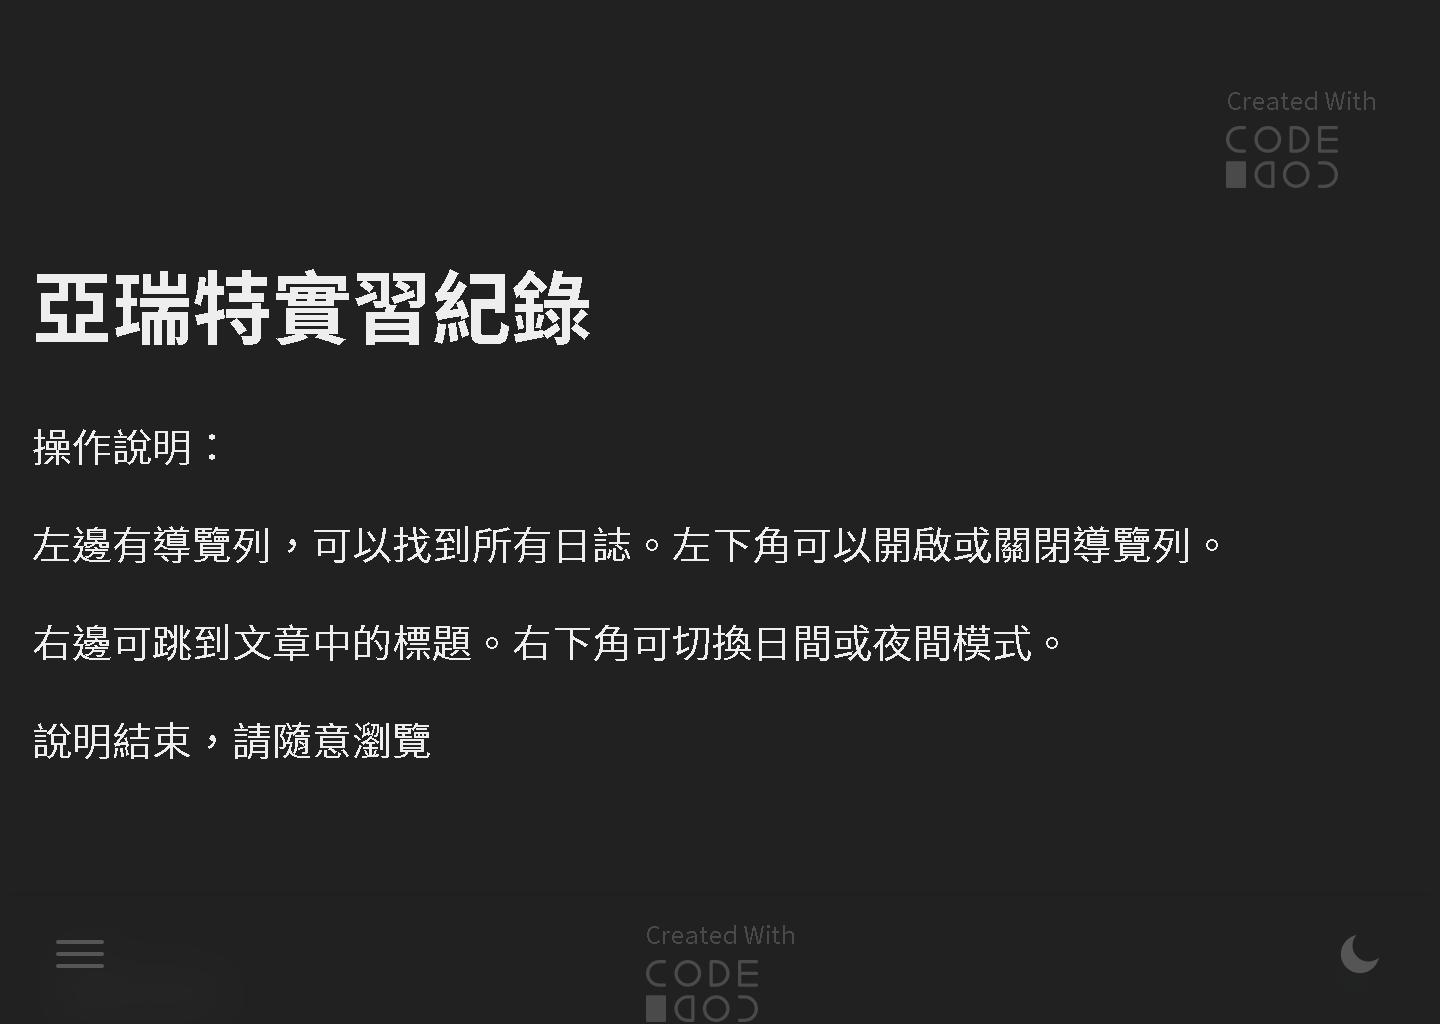 Created With
CODE
DOC
亞瑞特實習紀錄
操作說明：
左邊有導覽列，可以找到所有日誌。左下角可以開啟或關閉導覽列。
右邊可跳到文章中的標題。右下角可切換日間或夜間模式。
說明結束，請隨意瀏覽
Created With
CODE
DOC